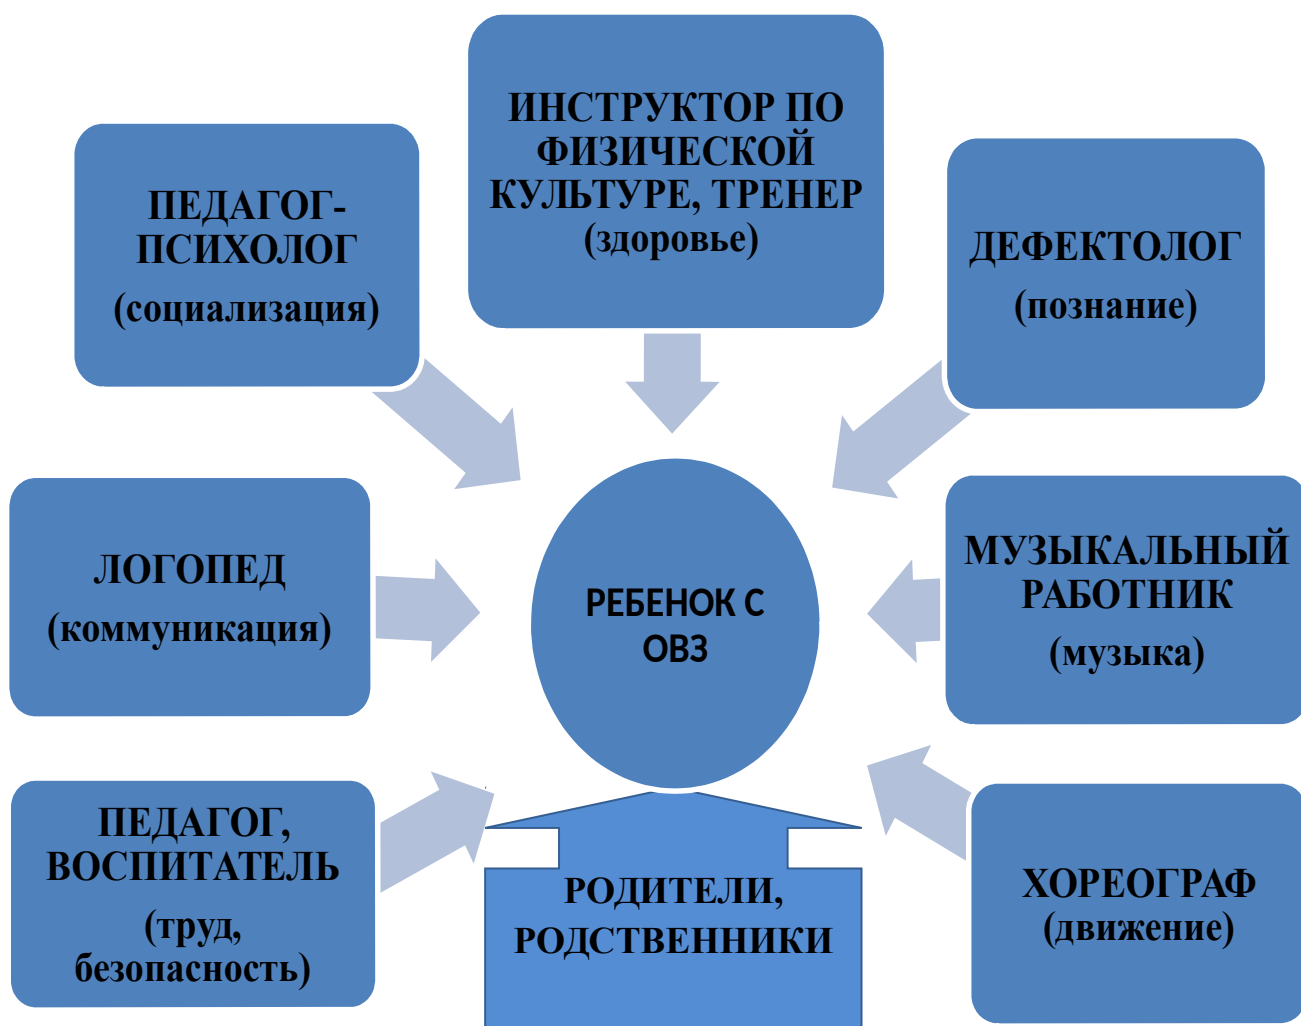 ИНСТРУКТОР ПО
ФИЗИЧЕСКОЙ
КУЛЬТУРЕ, ТРЕНЕР
(здоровье)
ПЕДАГОГ-
ПСИХОЛОГ
(социализация)
ДЕФЕКТОЛОГ
(познание)
ЛОГОПЕД
(коммуникация)
РЕБЕНОК С
ОВЗ
МУЗЫКАЛЬНЫЙ
РАБОТНИК
(музыка)
ПЕДАГОГ,
ВОСПИТАТЕЛЬ
(труд,
безопасность)
РОДИТЕЛИ,
РОДСТВЕННИКИ
ХОРЕОГРАФ
(движение)